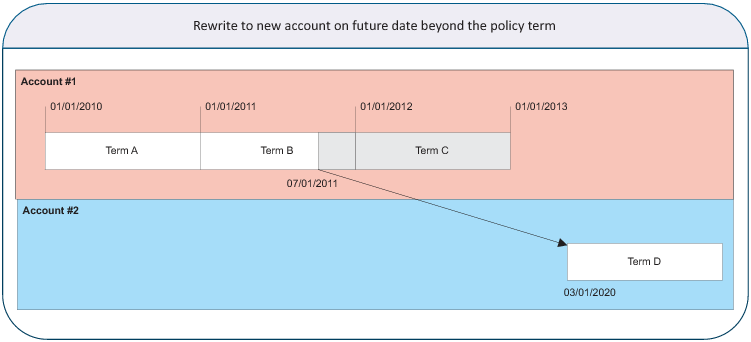 Rewrite to new account on future date beyond the policy term
Account #1
01/01/2010
01/01/2011
01/01/2012
01/01/2013
Term A
Term B
Term C
07/01/2011
Account #2
Term D
03/01/2020